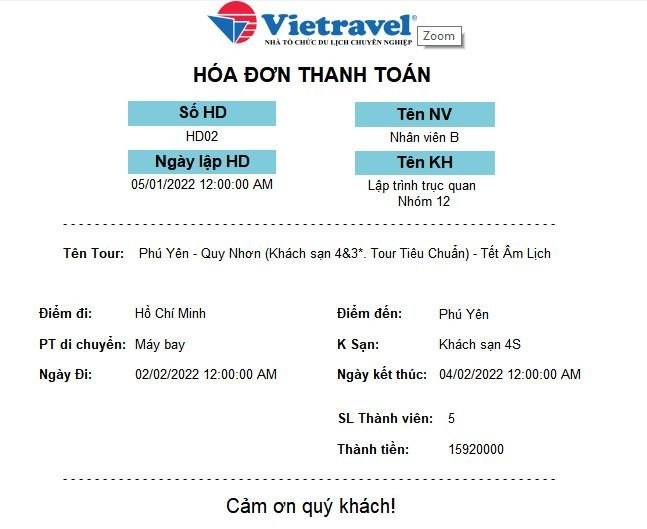 Vietravel®
NHÀ TỔ CHỨC DU LỊCH CHUYÊN NGHIỆP
Zoom
HÓA ĐƠN THANH TOÁN
Số HD
Tên NV
HD02
Nhân viên B
Ngày lập HD
Tên KH
05/01/2022 12:00:00 AM
Lập trình trục quan
Nhóm 12
Tên Tour: Phú Yên - Quy Nhơn (Khách sạn 4&3*. Tour Tiêu Chuẩn) - Tết Âm Lịch
Điểm đi: Hồ Chí Minh
Điểm đến: Phú Yên
PT di chuyển: Máy bay
K Sạn: Khách sạn 4S
Ngày Đi: 02/02/2022 12:00:00 AM
Ngày kết thúc: 04/02/2022 12:00:00 AM
SL Thành viên: 5
Thành tiền: 15920000
Cảm ơn quý khách!